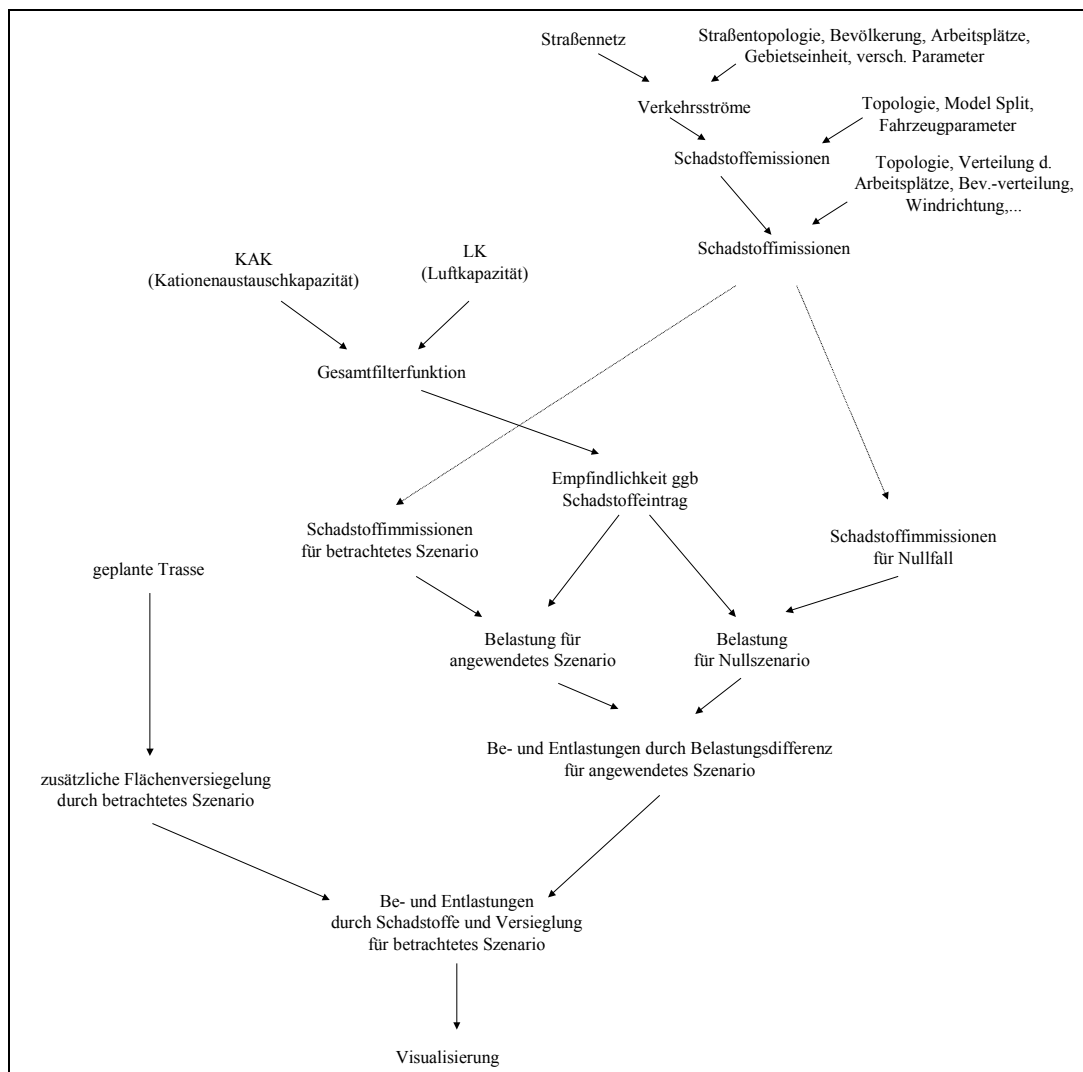 Straßennetz
Straßentopologie, Bevölkerung, Arbeitsplätze,
Gebietseinheit, versch. Parameter
Verkehrsströme
Topologie, Model Split,
Fahrzeugparameter
Schadstoffemissionen
Topologie, Verteilung d.
Arbeitsplätze, Bev.-verteilung,
Windrichtung,...
Schadstoffimissionen
KAK
(Kationenaustauschkapazität)
LK
(Luftkapazität)
Gesamtfilterfunktion
Empfindlichkeit ggb
Schadstoffeintrag
Schadstoffimmissionen
für betrachtetes Szenario
Schadstoffimmissionen
für Nullfall
geplante Trasse
Belastung für
angewendetes Szenario
Belastung
für Nullszenario
Be- und Entlastungen durch Belastungsdifferenz
für angewendetes Szenario
zusätzliche Flächenversiegelung
durch betrachtetes Szenario
Be- und Entlastungen
durch Schadstoffe und Versieglung
für betrachtetes Szenario
Visualisierung